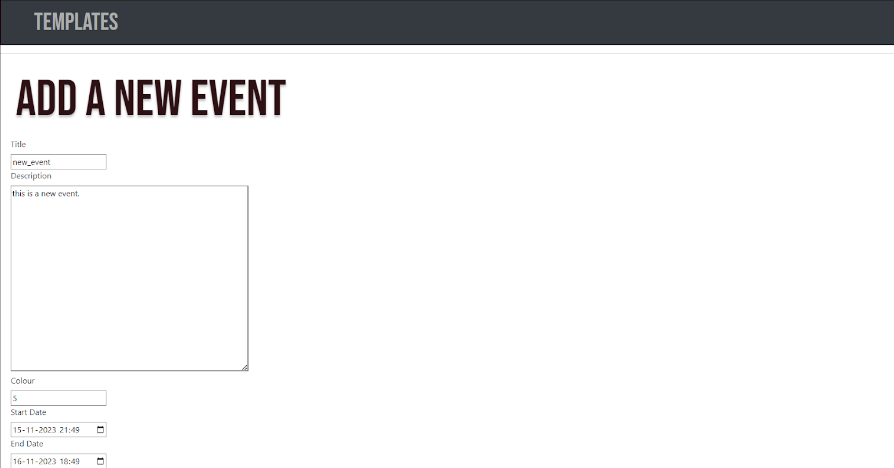 TEMPLATES
ADD A NEW EVENT
Title
new_event
Description
this is a new event.
Colour
5
Start Date
15-11-2023 21:49
End Date
16-11-2023 18:49